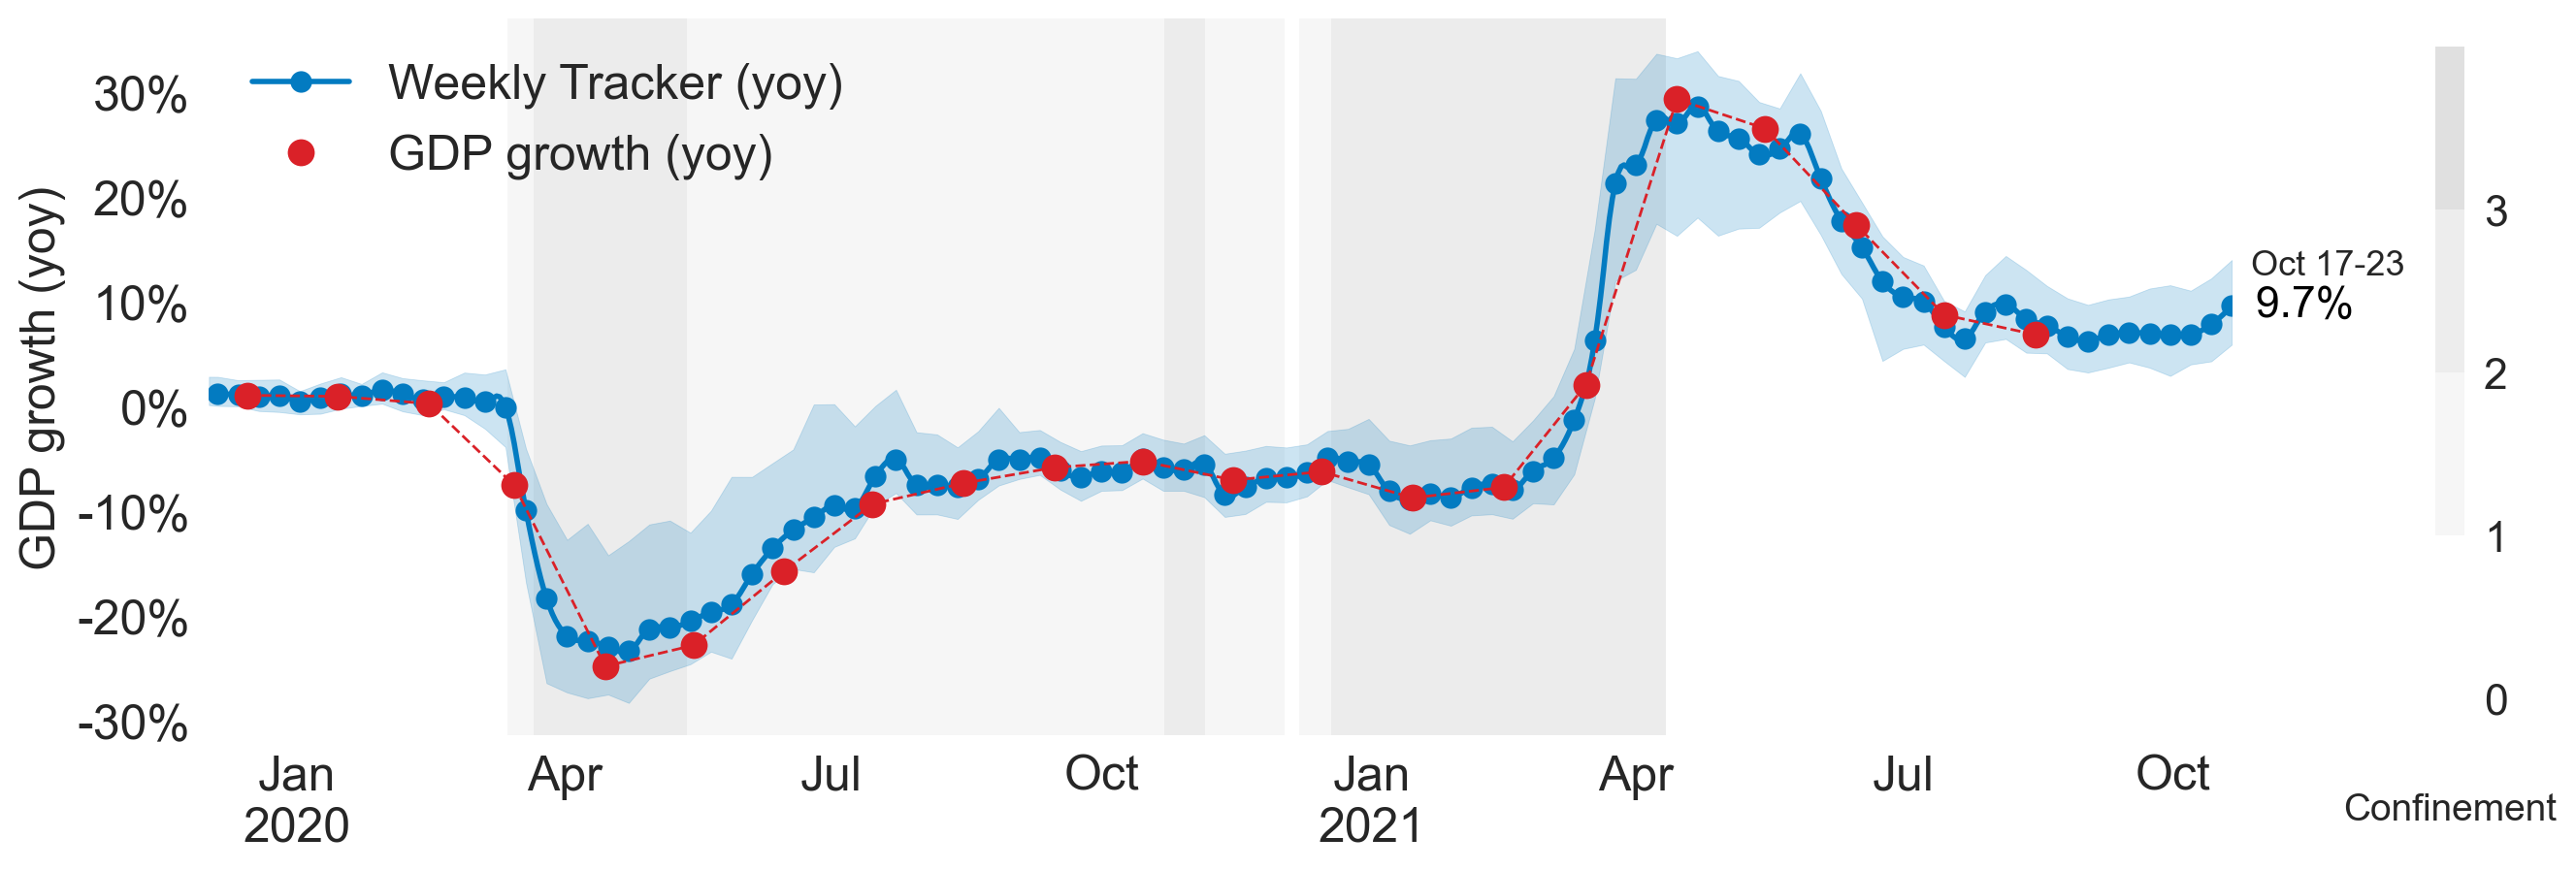 Weekly Tracker (yoy)
GDP growth (yoy)
GDP growth (yoy)
30%
20%
10%
0%
-10%
-20%
-30%
Jan
2020
Apr
Jul
Oct
Jan
2021
Apr
Jul
Oct
Oct 17-23
9.7%
3
2
1
0
Confinement